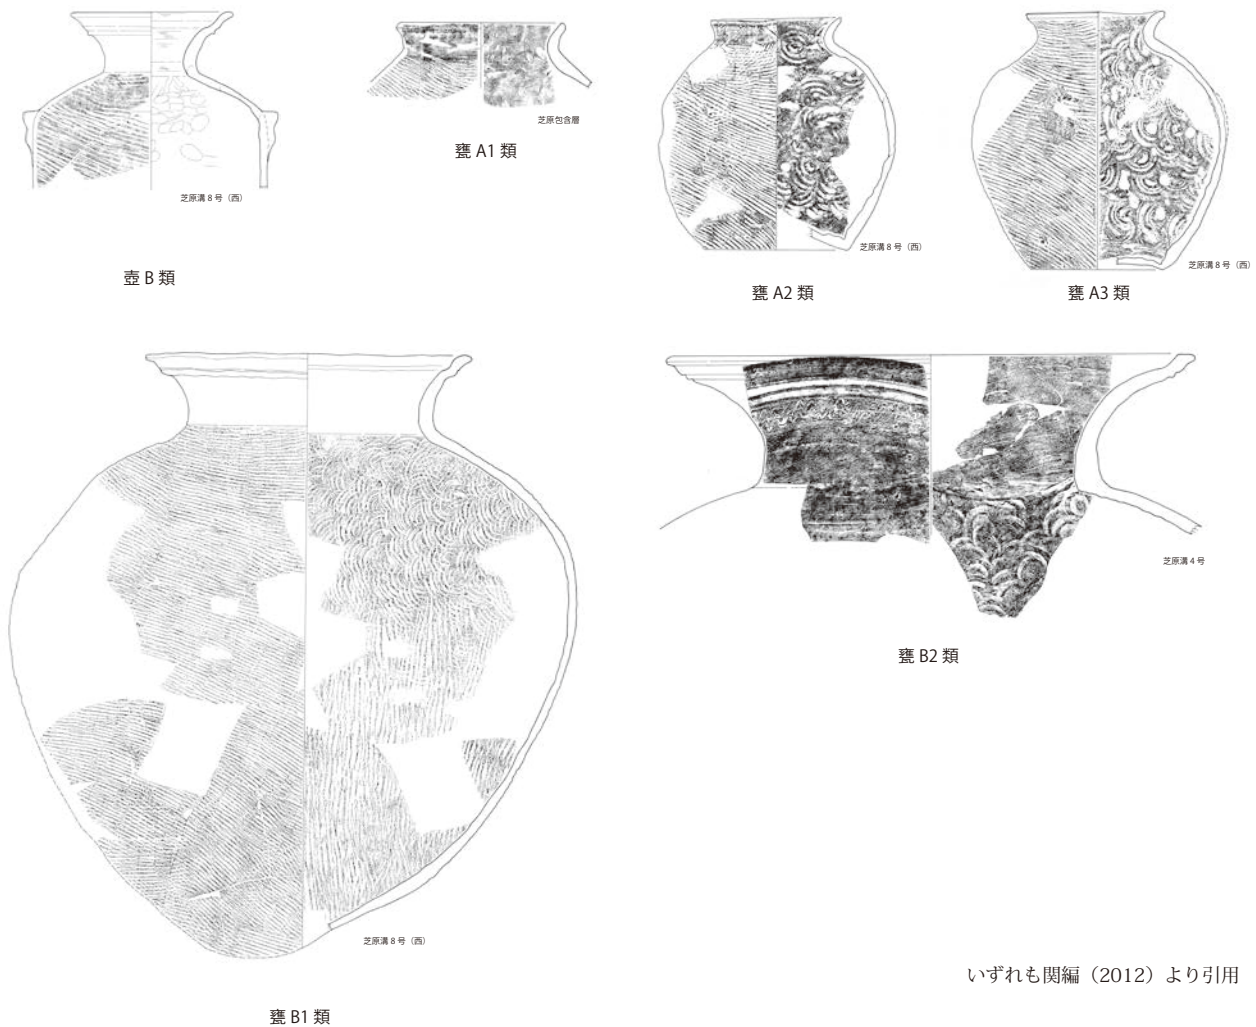 芝原溝 8 号（西）
壺 B 類
芝原包含層
甕 A1 類
芝原溝 8 号（西）
甕 A2 類
芝原溝 8 号（西）
甕 A3 類
芝原溝 8 号（西）
甕 B1 類
芝原溝 4 号
甕 B2 類
いずれも関編（2012）より引用